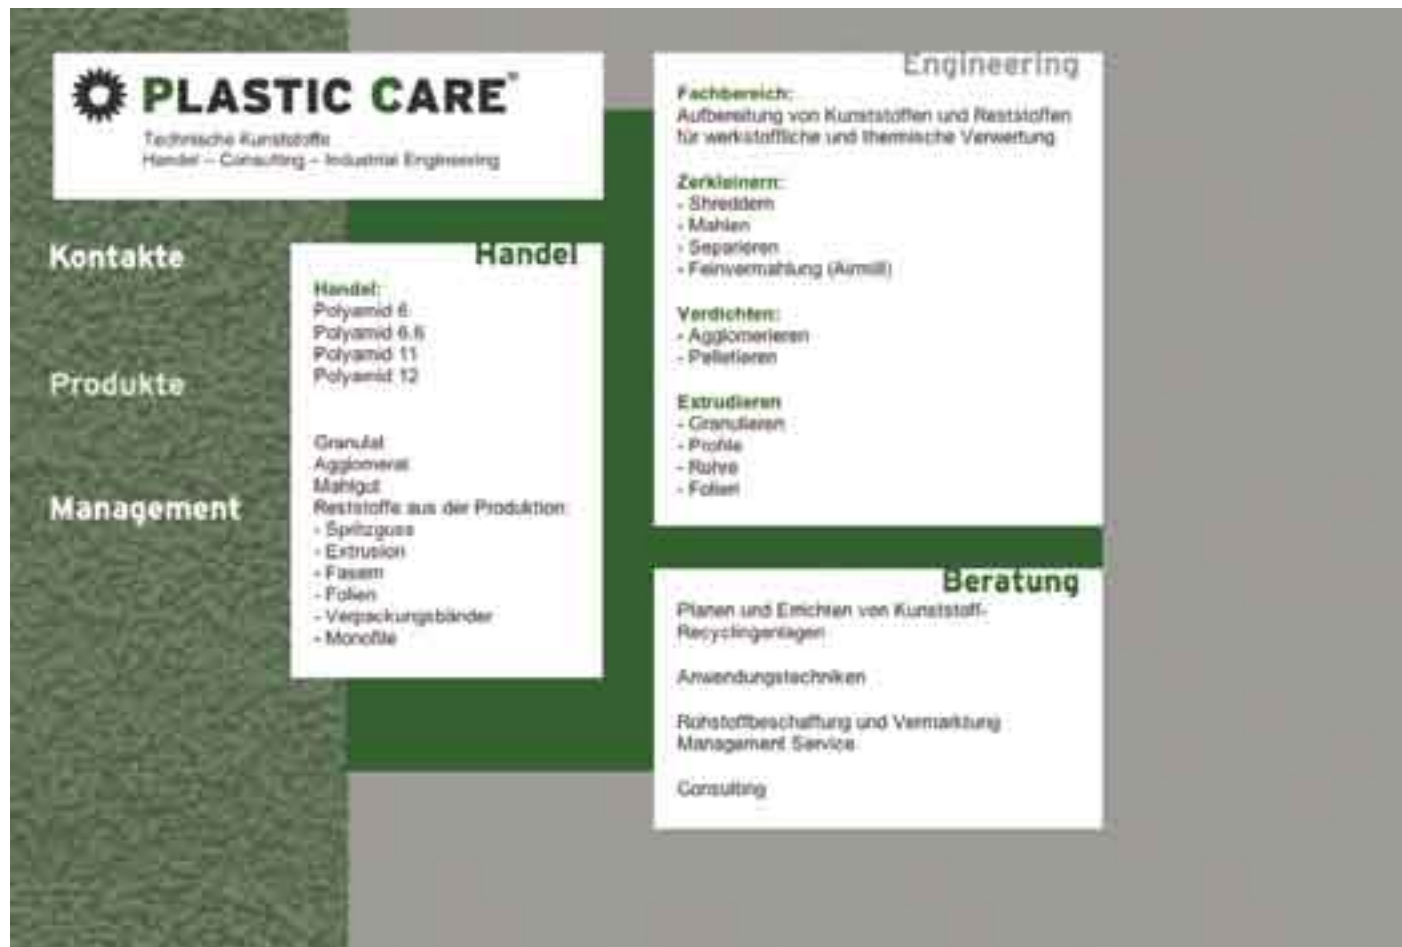 PLASTIC CARE™
Technische Kunststoffe
Handel – Consulting – Industrial Engineering
Kontakte
Produkte
Management
Handel
Handel:
Polyamid 6
Polyamid 6.6
Polyamid 11
Polyamid 12
Granulat
Agglomerat
Mahlgut
Reststoffe aus der Produktion:
- Spritzguss
- Extrusion
- Fasern
- Folien
- Verpackungsbänder
- Monofile
Engineering
Fachbereich:
Aufbereitung von Kunststoffen und Reststoffen
für werkstoffliche und thermische Verwertung
Zerkleinern:
- Shreddern
- Mahlen
- Separieren
- Feinvermahlung (Airmill)
Verdichten:
- Agglomerieren
- Pelletieren
Extrudieren
- Granulieren
- Profile
- Rohre
- Folien
Beratung
Planen und Errichten von Kunststoff-
Recyclinganlagen
Anwendungstechniken
Rohstoffbeschaffung und Vermarktung
Management Service
Consulting